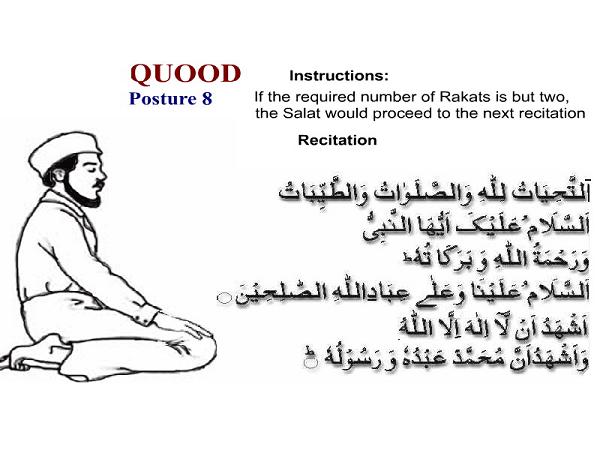 QUOOD
Posture 8
Instructions:
If the required number of Rakats is but two,
the Salat would proceed to the next recitation
Recitation
اَلتَّحِيَاتُ لِلّٰهِ وَالصَّلَوٰاتُ وَالطَّيِّبَاتُ
اَلسَّلَامُ عَلَيْکَ اَيُّهَا النَّبِیُّ
وَرَحْمَةُ اللّٰهِ وَ بَرَكَا تُهٗ ؕ
اَلسَّلَامُ عَلَيْنَا وَعَلٰے عِبَادِاللّٰهِ الصّٰلِحِيْنَ ۝
اَشْهَدُ اَنْ لَّآ اِلٰهَ اِلَّا اللّٰهُ
وَاَشْهَدُاَنَّ مُحَمَّدً عَبْدُهٗ وَ رَسُوْلُهٗ ؕ ۝